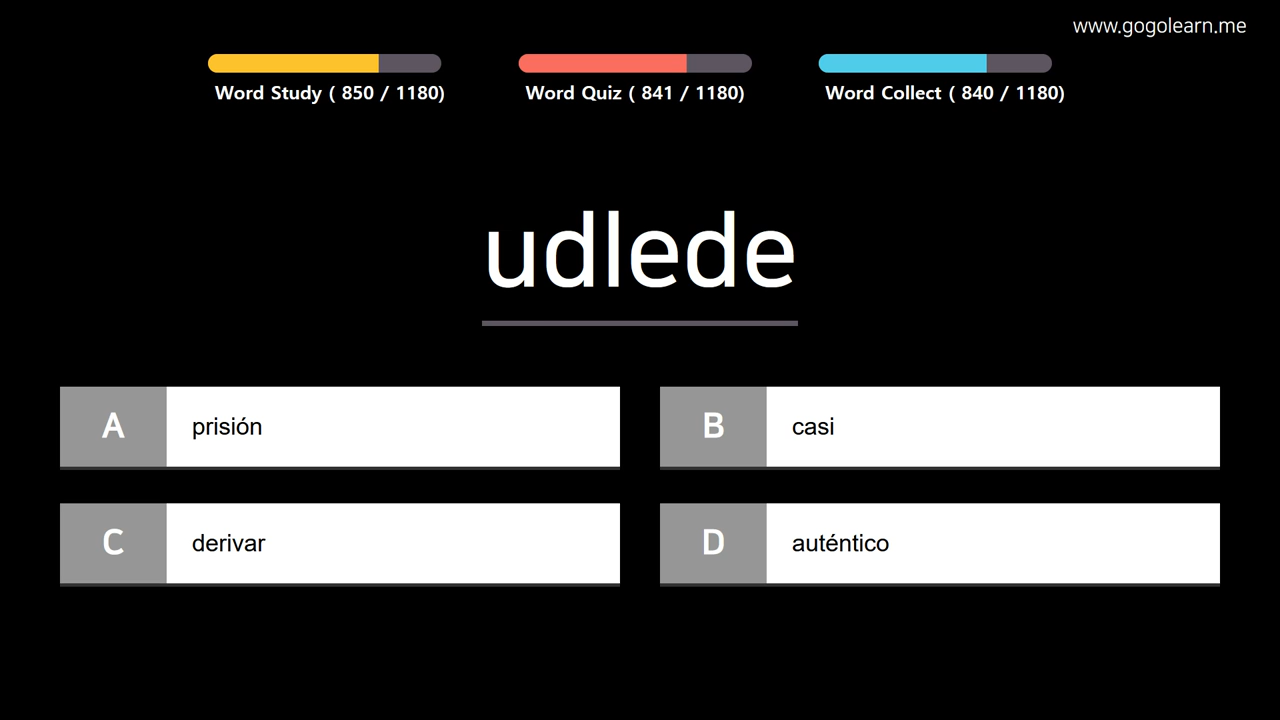 www.gogolearn.me
Word Study ( 850 / 1180)
Word Quiz ( 841 / 1180)
Word Collect ( 840 / 1180)
udlede
A
prisión
B
casi
C
derivar
D
auténtico